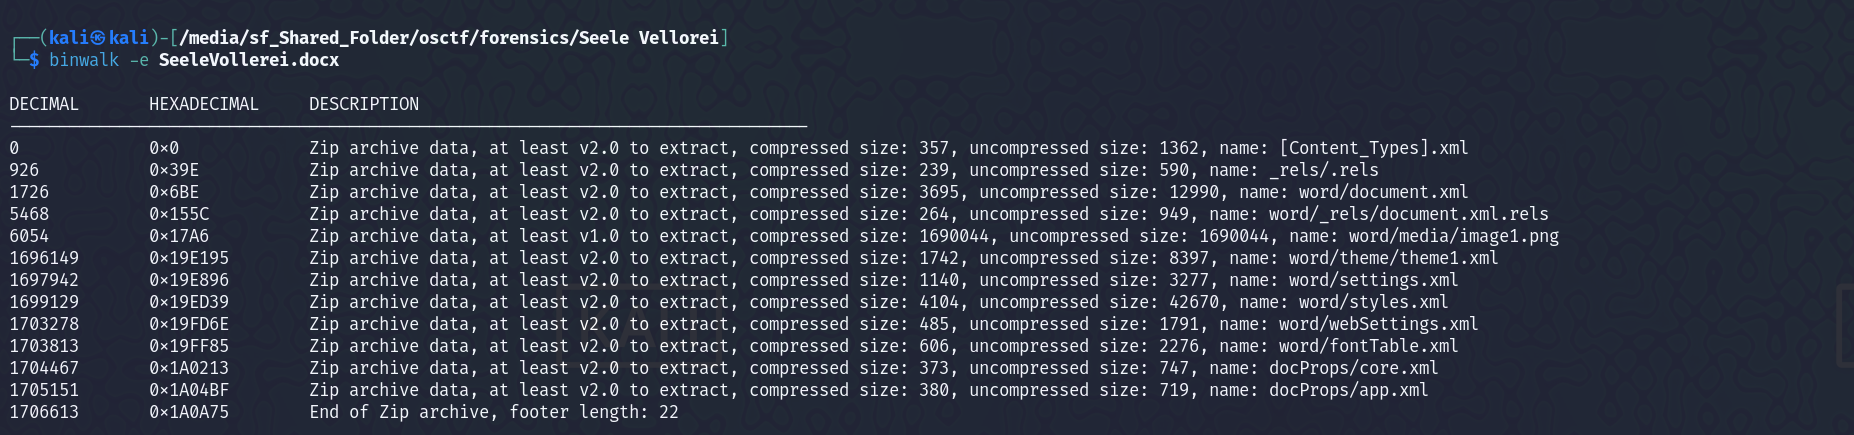 ┌──(kali㉿kali)-[/media/sf_Shared_Folder/osctf/forensics/Seele Vellorei]
└─$ binwalk -e SeeleVollerei.docx
DECIMAL       HEXADECIMAL     DESCRIPTION
--------------------------------------------------------------------------------
0             0×0             Zip archive data, at least v2.0 to extract, compressed size: 357, uncompressed size: 1362, name: [Content_Types].xml
926           0×39E           Zip archive data, at least v2.0 to extract, compressed size: 239, uncompressed size: 590, name: _rels/.rels
1726          0×6BE           Zip archive data, at least v2.0 to extract, compressed size: 3695, uncompressed size: 12990, name: word/document.xml
5468          0×155C          Zip archive data, at least v2.0 to extract, compressed size: 264, uncompressed size: 949, name: word/_rels/document.xml.rels
6054          0×17A6          Zip archive data, at least v1.0 to extract, compressed size: 1690044, uncompressed size: 1690044, name: word/media/image1.png
1696149       0×19E195        Zip archive data, at least v2.0 to extract, compressed size: 1742, uncompressed size: 8397, name: word/theme/theme1.xml
1697942       0×19E896        Zip archive data, at least v2.0 to extract, compressed size: 1140, uncompressed size: 3277, name: word/settings.xml
1699129       0×19ED39        Zip archive data, at least v2.0 to extract, compressed size: 4104, uncompressed size: 42670, name: word/styles.xml
1703278       0×19FD6E        Zip archive data, at least v2.0 to extract, compressed size: 485, uncompressed size: 1791, name: word/webSettings.xml
1703813       0×19FF85        Zip archive data, at least v2.0 to extract, compressed size: 606, uncompressed size: 2276, name: word/fontTable.xml
1704467       0×1A0213        Zip archive data, at least v2.0 to extract, compressed size: 373, uncompressed size: 747, name: docProps/core.xml
1705151       0×1A04BF        Zip archive data, at least v2.0 to extract, compressed size: 380, uncompressed size: 719, name: docProps/app.xml
1706613       0×1A0A75        End of Zip archive, footer length: 22